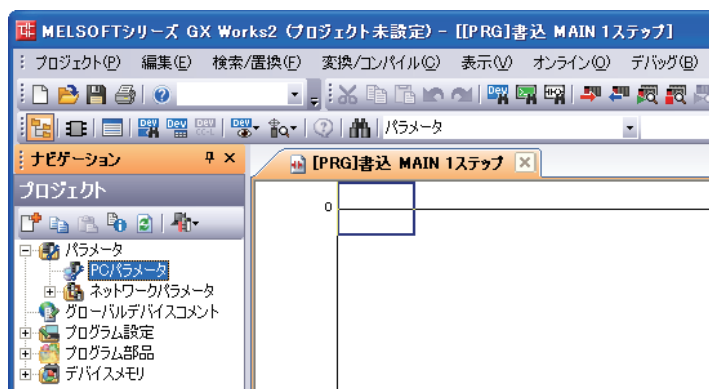 MELSOFTシリーズ GX Works2 (プロジェクト未設定) - [[PRG]書込 MAIN 1ステップ]
プロジェクト(P) 編集(E) 検索/置換(F) 変換/コンパイル(C) 表示(V) オンライン(O) デバッグ(B)
パラメータ
ナビゲーション
[PRG]書込 MAIN 1ステップ
プロジェクト
0
パラメータ
PCパラメータ
ネットワークパラメータ
グローバルデバイスコメント
プログラム設定
プログラム部品
デバイスメモリ